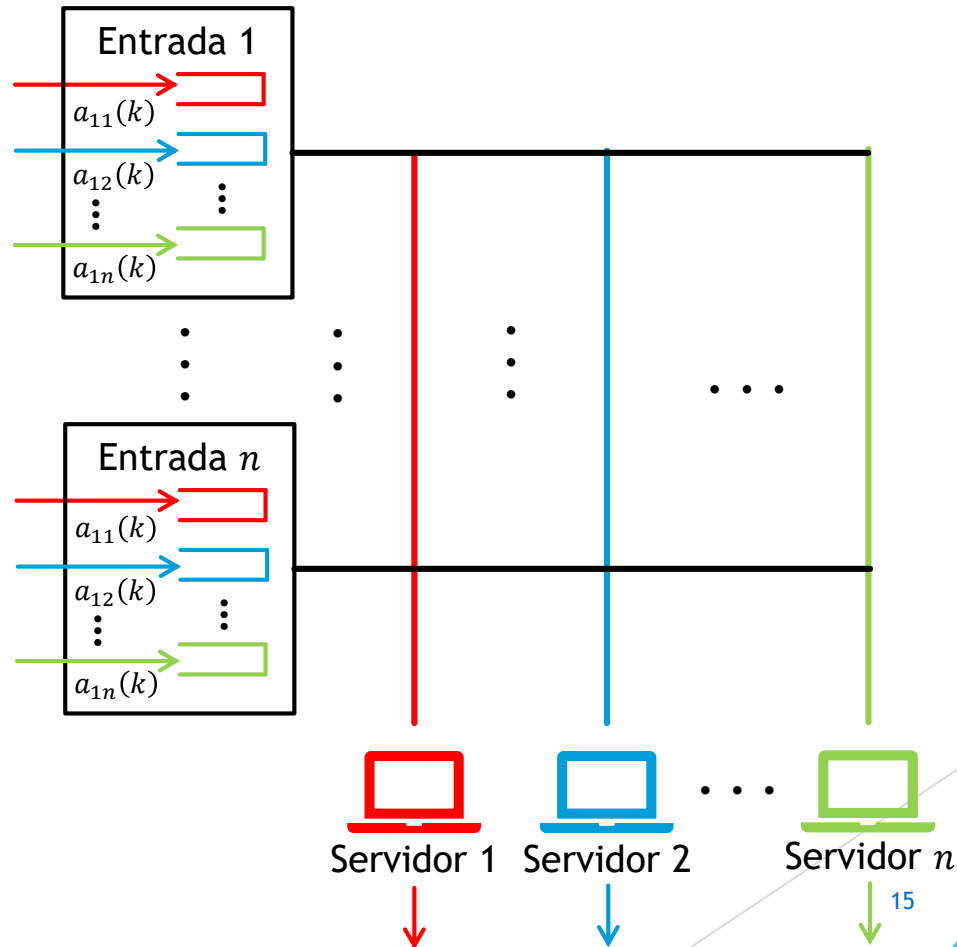 Entrada 1
a₁₁(k)
a₁₂(k)
a₁ₙ(k)
Entrada n
a₁₁(k)
a₁₂(k)
a₁ₙ(k)
Servidor 1 Servidor 2 Servidor n
15